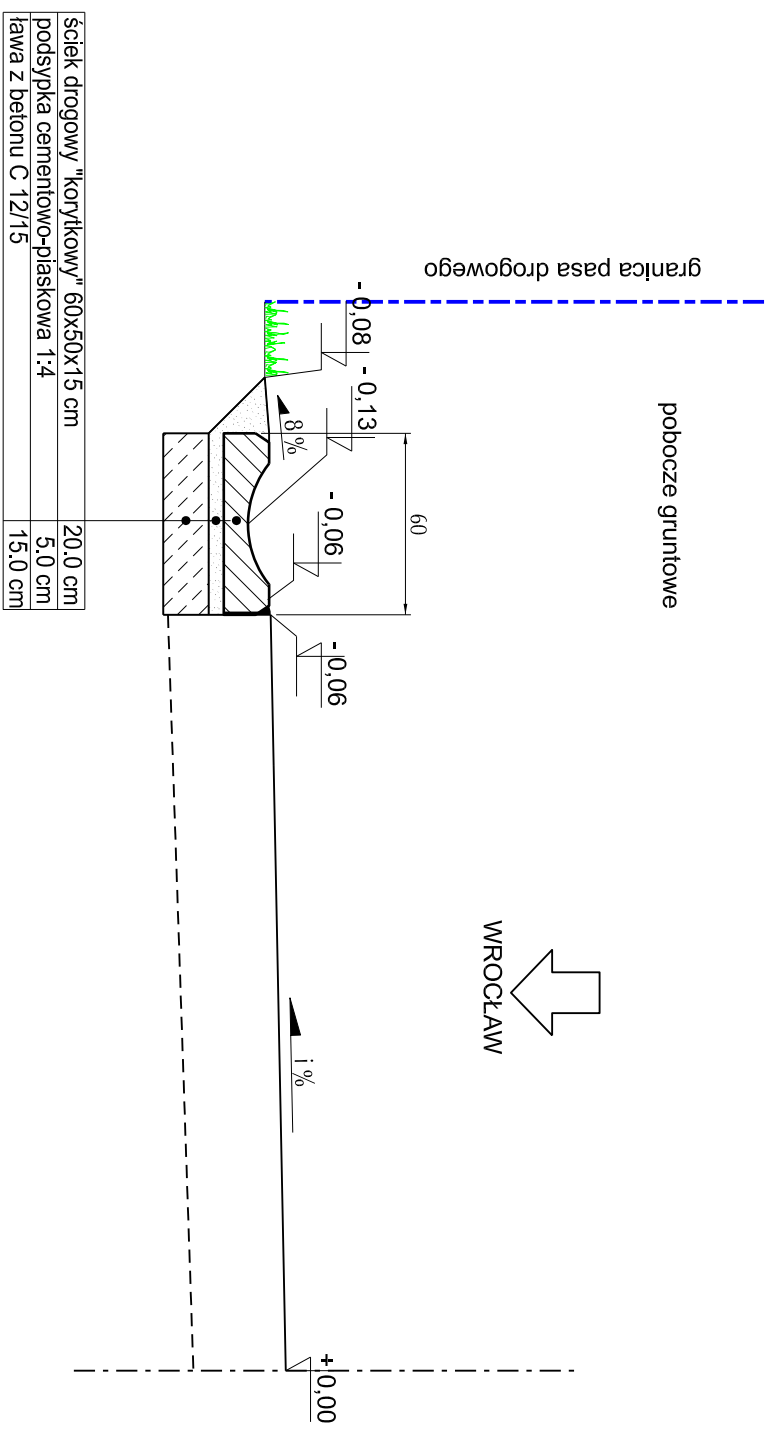 granica pasa drogowego
pobocze gruntowe
WROCŁAW
60
- 0,08
- 0,13
- 0,06
- 0,06
+ 0,00
8 %
i %
ściek drogowy "korytkowy" 60x50x15 cm 20.0 cm
podsypka cementowo-piaskowa 1:4 5.0 cm
ława z betonu C 12/15 15.0 cm